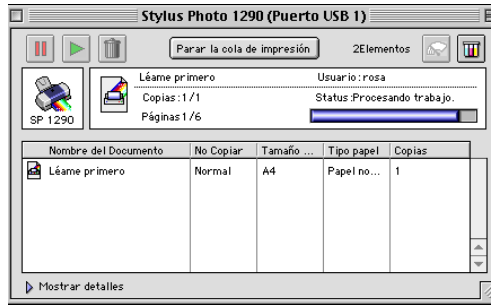 Stylus Photo 1290 (Puerto USB 1)
Parar la cola de impresión
2Elementos
SP 1290
Léame primero
Usuario:rosa
Copias:1/1
Status:Procesando trabajo.
Páginas1/6
Nombre del Documento No Copiar Tamaño ... Tipo papel Copias
Léame primero Normal A4 Papel no... 1
Mostrar detalles